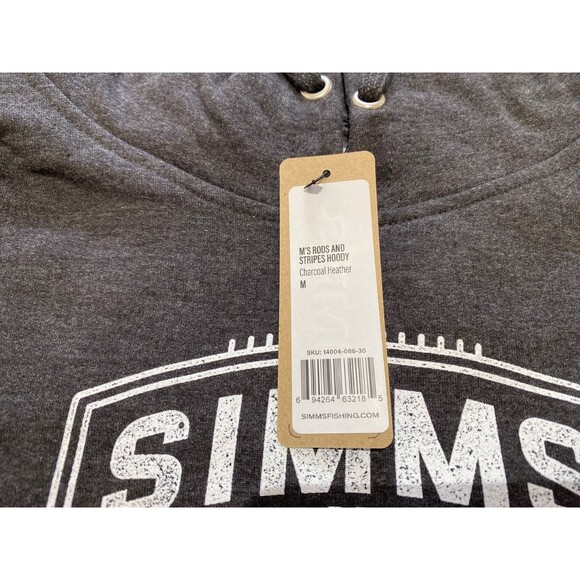 M'S RODS AND
STRIPES HOODY
Charcoal Heather
M
SKU: 14004-086-30
6 94264 63218 5
SIMMSFISHING.COM
SIMMS